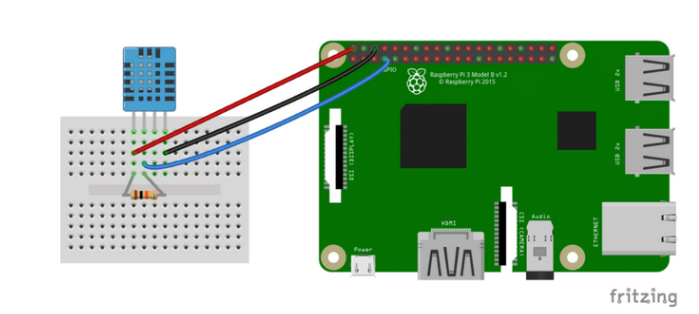 GPIO
Raspberry Pi 3 Model B v1.2
© Raspberry Pi 2015
USB 2x
DSI (DISPLAY)
USB 2x
HDMI
CSI (CAMERA)
Audio
ETHERNET
Power
fritzing